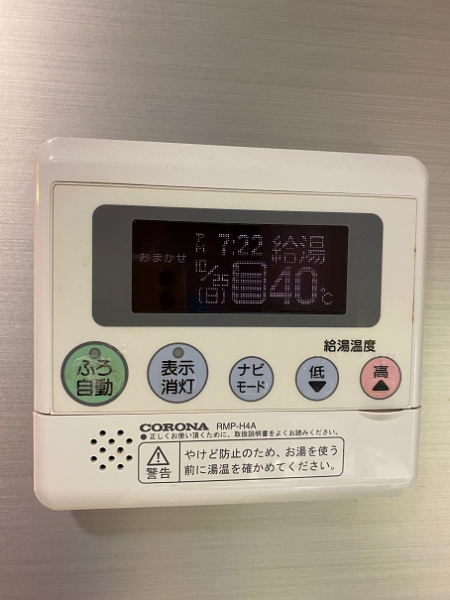 PM 7:22 給湯
おまかせ
10/25
(日)
40℃
給湯温度
ふろ
自動
表示
消灯
ナビ
モード
低
高
CORONA RMP-H4A
●正しくお使い頂くために、取扱説明書をよくお読みください。
警告
やけど防止のため、お湯を使う
前に湯温を確かめてください。